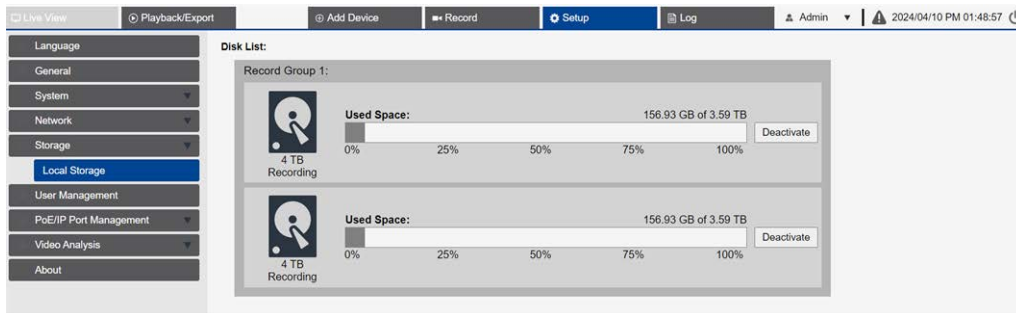 Live View
Playback/Export
Add Device
Record
Setup
Log
Admin
2024/04/10 PM 01:48:57
Language
General
System
Network
Storage
Local Storage
User Management
PoE/IP Port Management
Video Analysis
About
Disk List:
Record Group 1:
4 TB
Recording
Used Space:
156.93 GB of 3.59 TB
0% 25% 50% 75% 100%
Deactivate
4 TB
Recording
Used Space:
156.93 GB of 3.59 TB
0% 25% 50% 75% 100%
Deactivate